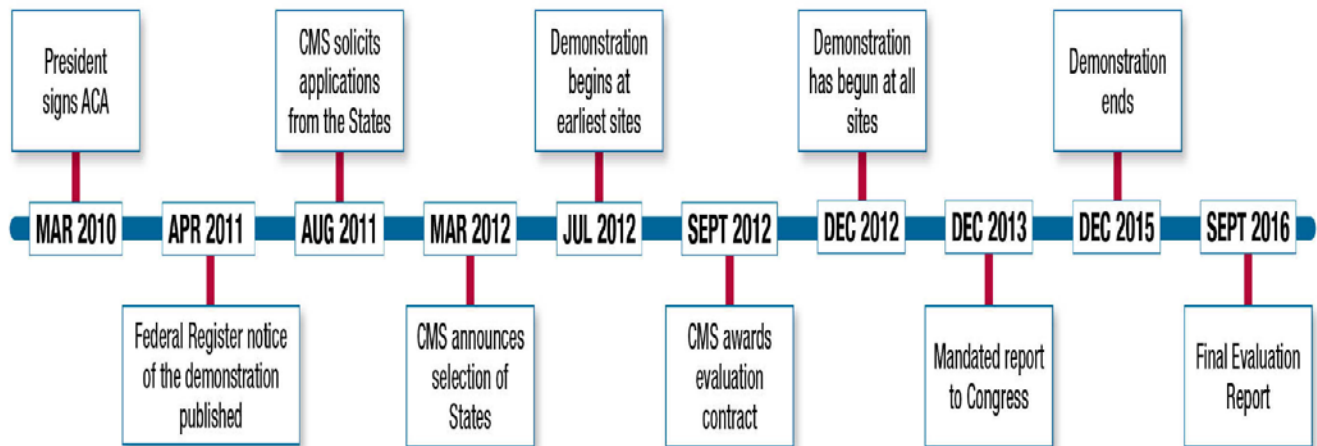 President
signs ACA
CMS solicits
applications
from the States
Demonstration
begins at
earliest sites
Demonstration
has begun at all
sites
Demonstration
ends
MAR 2010
APR 2011
AUG 2011
MAR 2012
JUL 2012
SEPT 2012
DEC 2012
DEC 2013
DEC 2015
SEPT 2016
Federal Register notice
of the demonstration
published
CMS announces
selection of
States
CMS awards
evaluation
contract
Mandated report
to Congress
Final Evaluation
Report